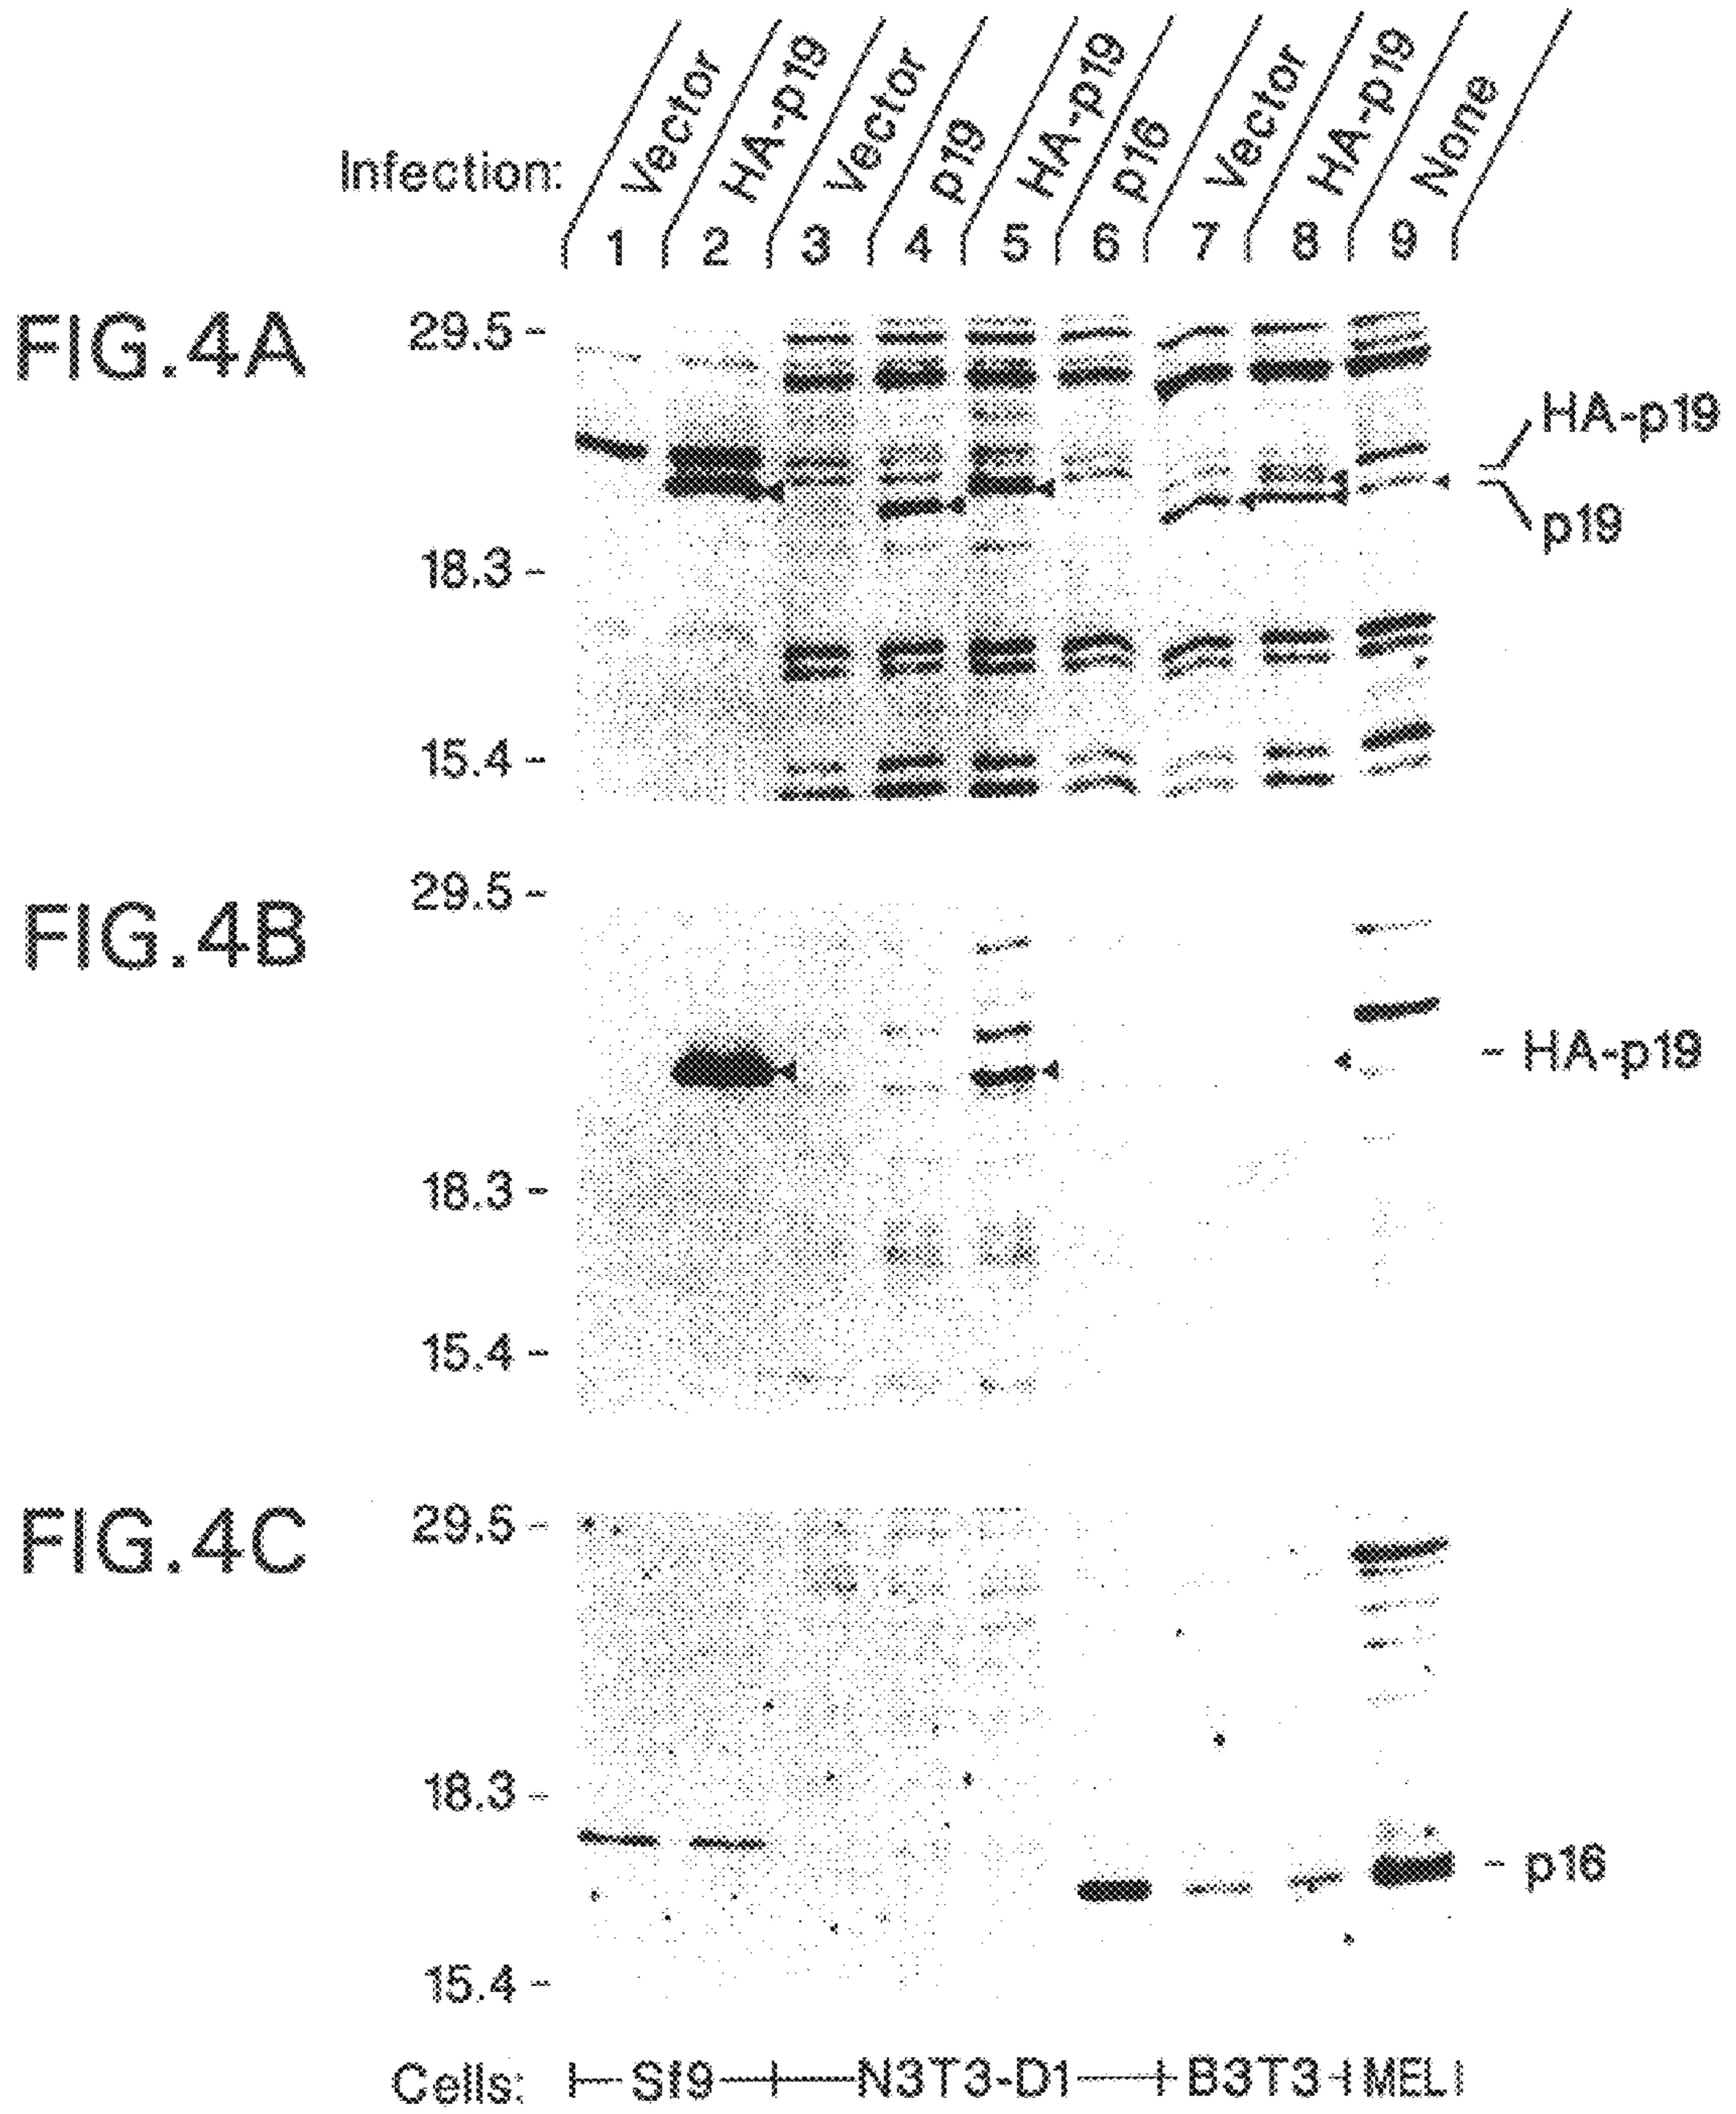 Infection: Vector HA-p19 Vector p19 HA-p19 p16 Vector HA-p19 None
1 2 3 4 5 6 7 8 9
FIG.4A
29.5 -
HA-p19
p19
18.3 -
15.4 -
FIG.4B
29.5 -
- HA-p19
18.3 -
15.4 -
FIG.4C
29.5 -
18.3 -
- p16
15.4 -
Cells: Sf9 N3T3-D1 B3T3 MEL